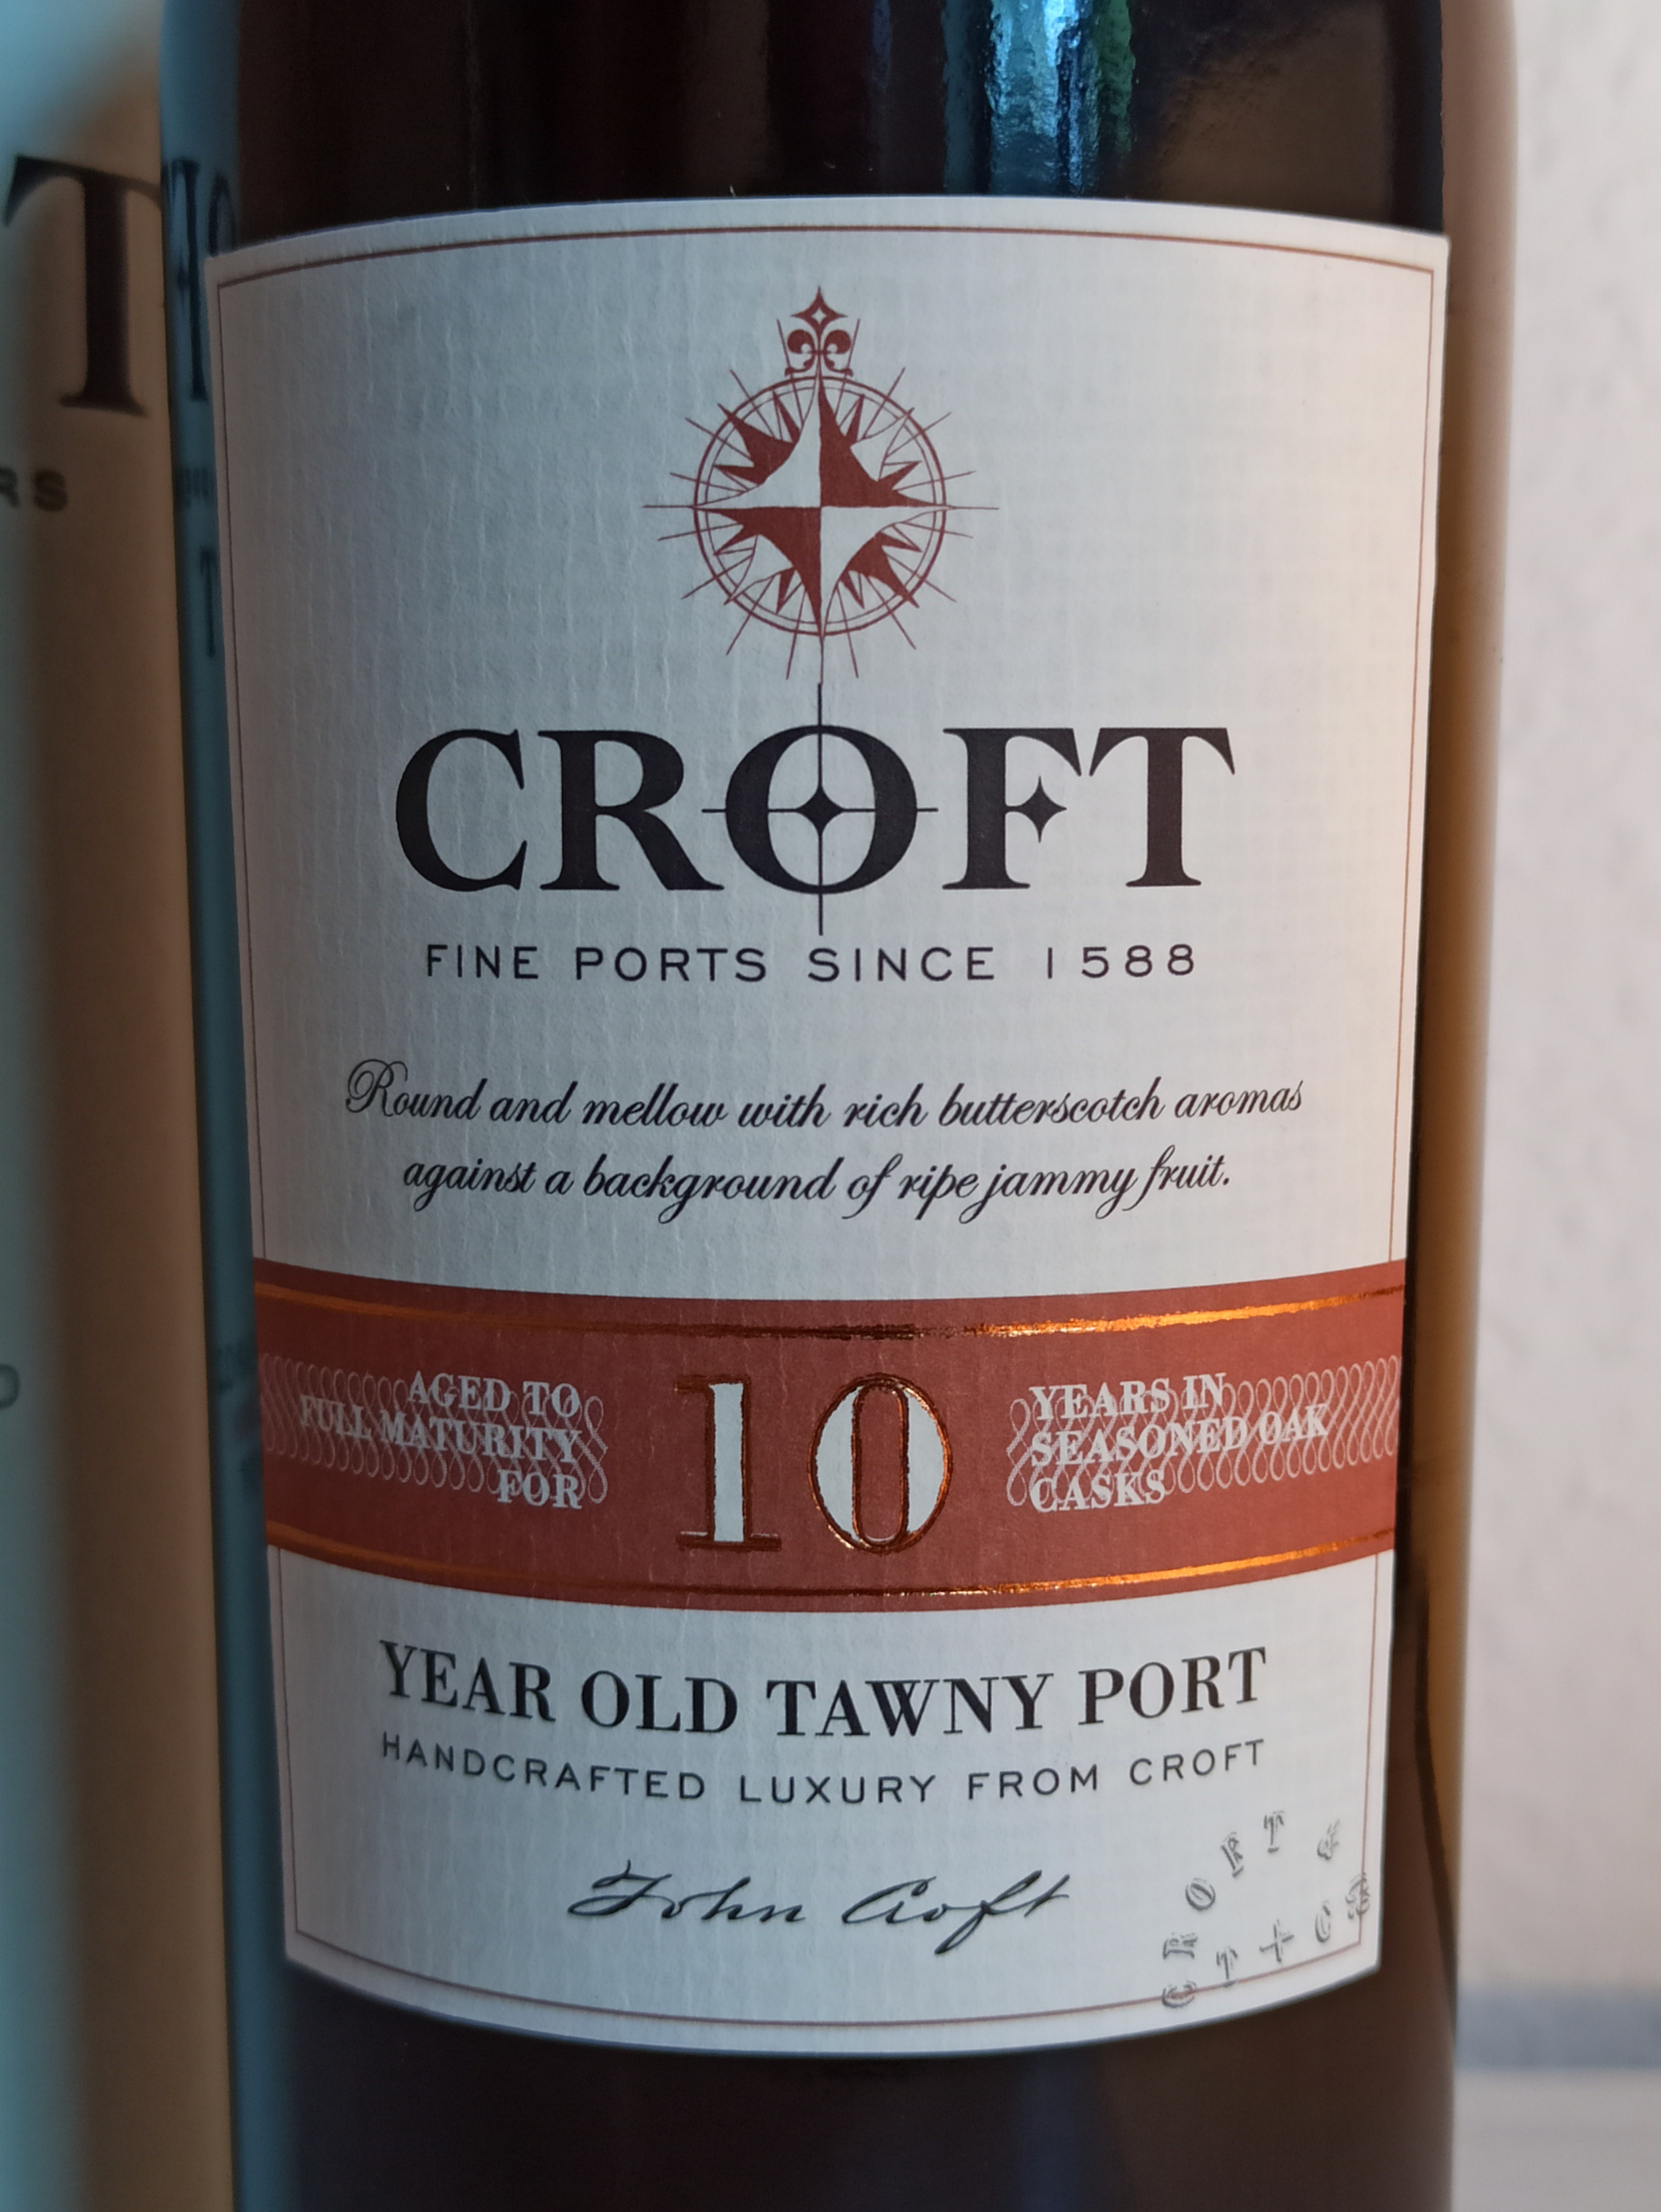 CROFT
FINE PORTS SINCE 1588
Round and mellow with rich butterscotch aromas
against a background of ripe jammy fruit.
AGED TO
FULL MATURITY
FOR
10
YEARS IN
SEASONED OAK
CASKS
YEAR OLD TAWNY PORT
HANDCRAFTED LUXURY FROM CROFT
John Croft
CROFT &
T
RS